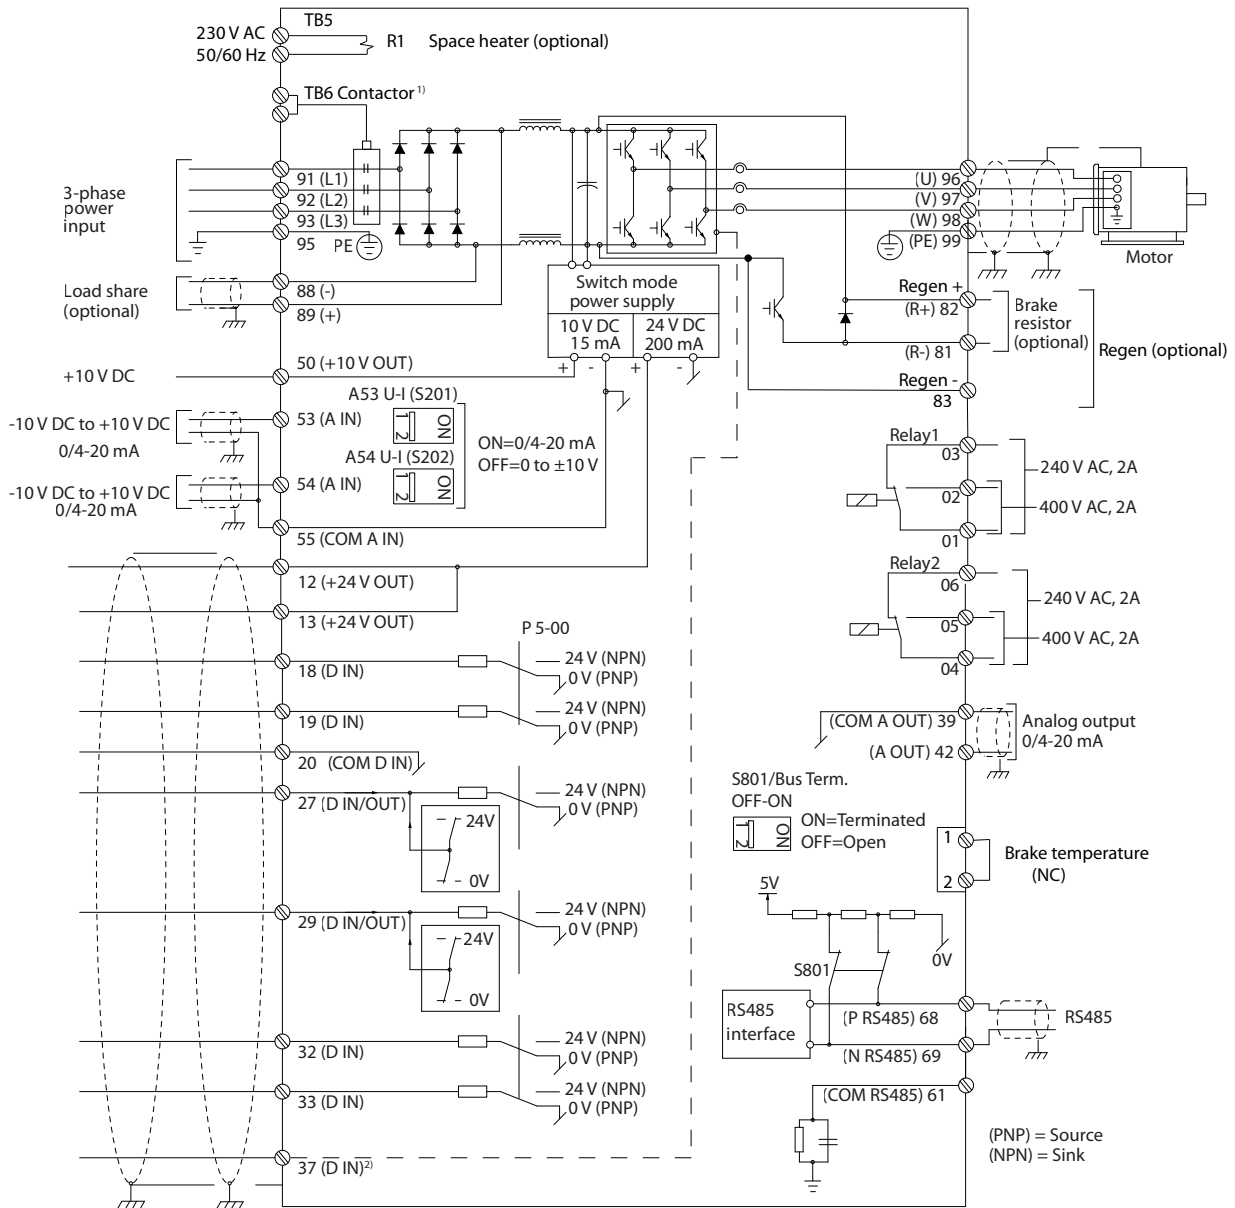 TB5
230 V AC
50/60 Hz
R1
Space heater (optional)
TB6 Contactor 1)
3-phase
power
input
91 (L1)
92 (L2)
93 (L3)
95
PE
Load share
(optional)
88 (-)
89 (+)
+10 V DC
50 (+10 V OUT)
-10 V DC to +10 V DC
0/4-20 mA
53 (A IN)
-10 V DC to +10 V DC
0/4-20 mA
54 (A IN)
55 (COM A IN)
A53 U-I (S201)
1 2
ON
A54 U-I (S202)
1 2
ON
ON=0/4-20 mA
OFF=0 to ±10 V
Switch mode
power supply
10 V DC
15 mA
24 V DC
200 mA
+ - + -
12 (+24 V OUT)
13 (+24 V OUT)
P 5-00
18 (D IN)
24 V (NPN)
0 V (PNP)
19 (D IN)
24 V (NPN)
0 V (PNP)
20 (COM D IN)
27 (D IN/OUT)
24 V (NPN)
0 V (PNP)
24V
0V
29 (D IN/OUT)
24 V (NPN)
0 V (PNP)
24V
0V
32 (D IN)
24 V (NPN)
0 V (PNP)
33 (D IN)
24 V (NPN)
0 V (PNP)
37 (D IN)2)
(U) 96
(V) 97
(W) 98
(PE) 99
Motor
Regen +
(R+) 82
Brake
resistor
(optional)
(R-) 81
Regen (optional)
Regen -
83
Relay1
03
02
01
240 V AC, 2A
400 V AC, 2A
Relay2
06
05
04
240 V AC, 2A
400 V AC, 2A
(COM A OUT) 39
(A OUT) 42
Analog output
0/4-20 mA
S801/Bus Term.
OFF-ON
1 2
ON
ON=Terminated
OFF=Open
1
2
Brake temperature
(NC)
5V
0V
S801
RS485
interface
(P RS485) 68
(N RS485) 69
RS485
(COM RS485) 61
(PNP) = Source
(NPN) = Sink